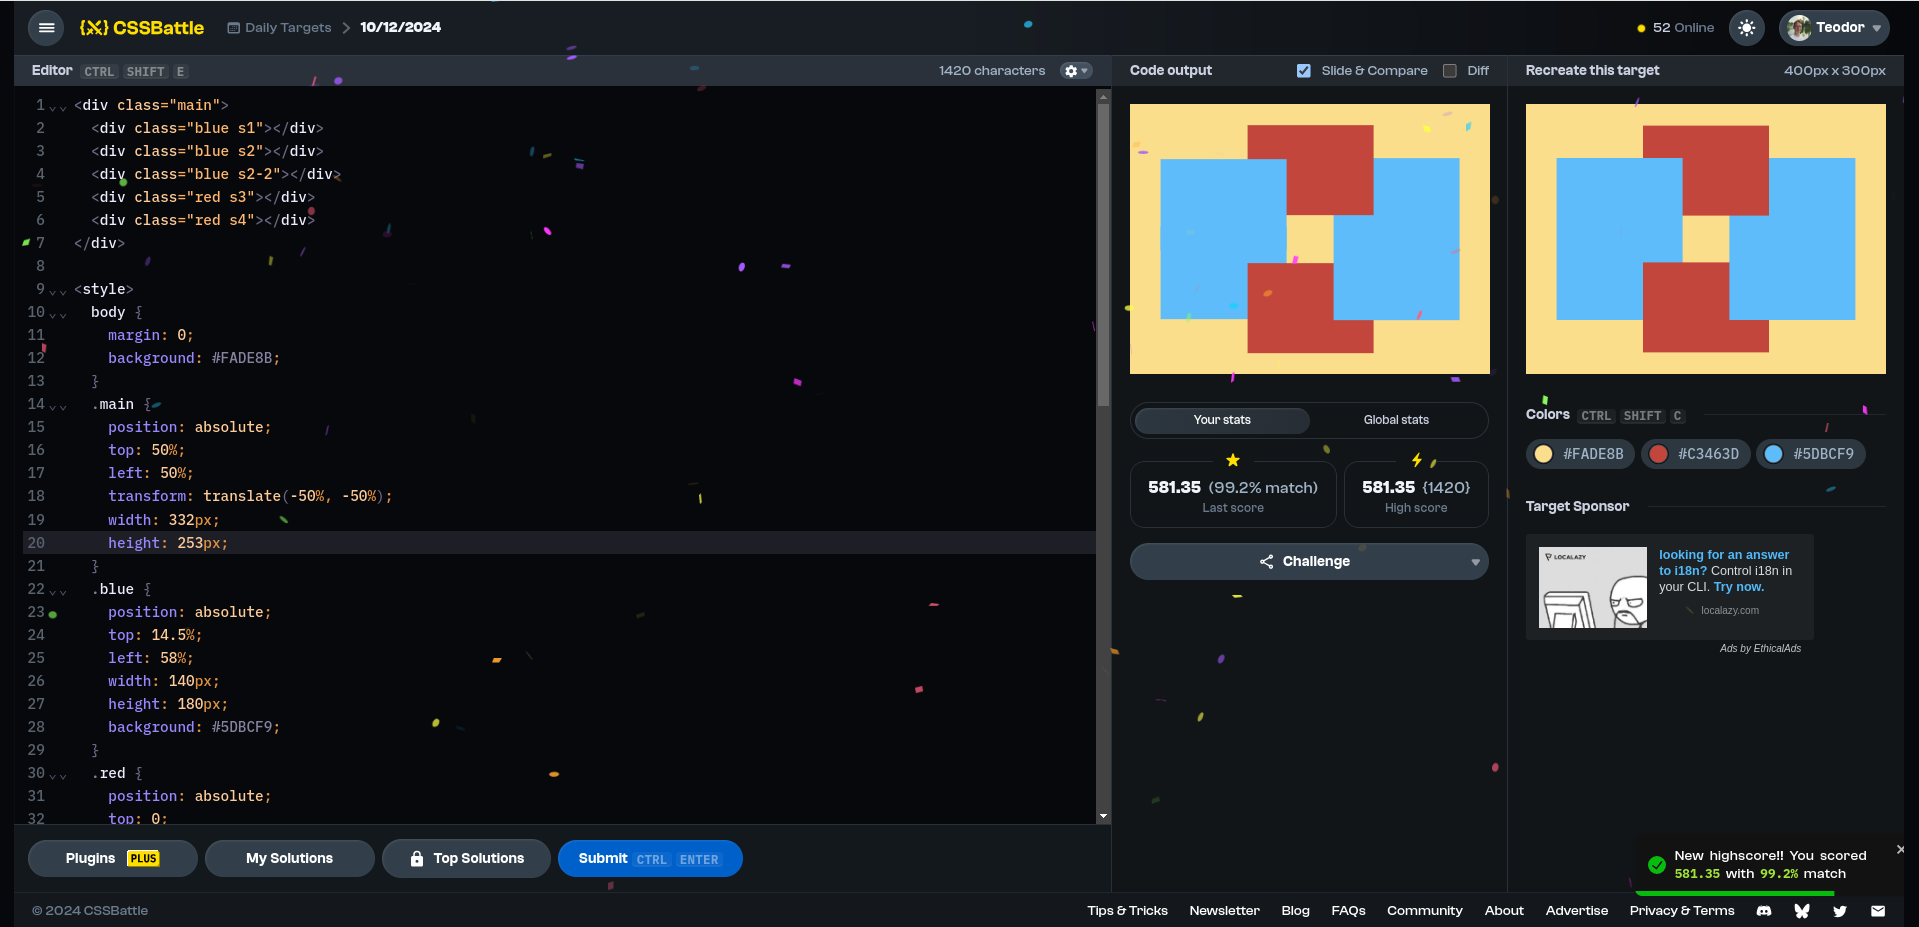 {X} CSSBattle
Daily Targets > 10/12/2024
52 Online
Teodor
Editor CTRL SHIFT E
1420 characters
1 <div class="main">
2 <div class="blue s1"></div>
3 <div class="blue s2"></div>
4 <div class="blue s2-2"></div>
5 <div class="red s3"></div>
6 <div class="red s4"></div>
7 </div>
8
9 <style>
10 body {
11 margin: 0;
12 background: #FADE8B;
13 }
14 .main {
15 position: absolute;
16 top: 50%;
17 left: 50%;
18 transform: translate(-50%, -50%);
19 width: 332px;
20 height: 253px;
21 }
22 .blue {
23 position: absolute;
24 top: 14.5%;
25 left: 58%;
26 width: 140px;
27 height: 180px;
28 background: #5DBCF9;
29 }
30 .red {
31 position: absolute;
32 top: 0;
Plugins PLUS
My Solutions
Top Solutions
Submit CTRL ENTER
Code output
Slide & Compare
Diff
Your stats
Global stats
581.35 (99.2% match)
Last score
581.35 {1420}
High score
Challenge
Recreate this target
400px x 300px
Colors CTRL SHIFT C
#FADE8B
#C3463D
#5DBCF9
Target Sponsor
LOCALAZY
looking for an answer
to i18n? Control i18n in
your CLI. Try now.
localazy.com
Ads by EthicalAds
New highscore!! You scored
581.35 with 99.2% match
© 2024 CSSBattle
Tips & Tricks
Newsletter
Blog
FAQs
Community
About
Advertise
Privacy & Terms